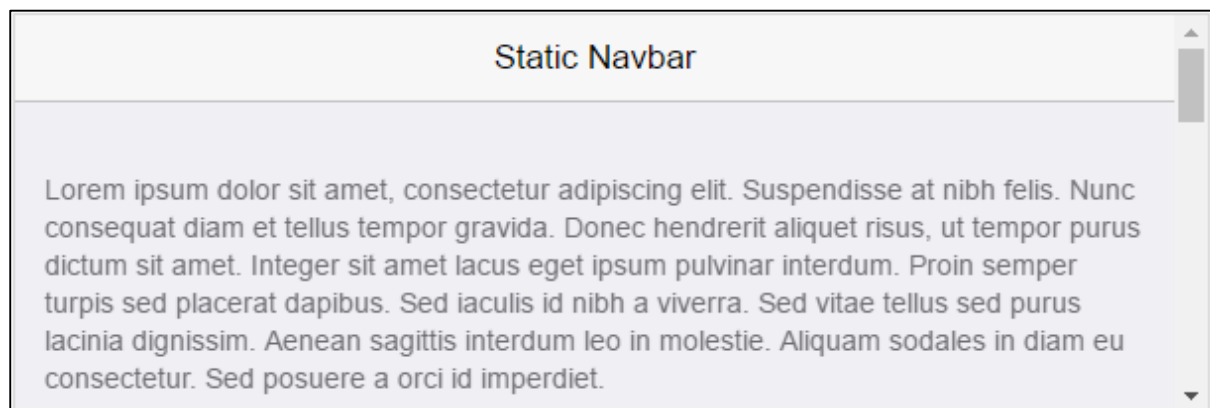 Static Navbar
Lorem ipsum dolor sit amet, consectetur adipiscing elit. Suspendisse at nibh felis. Nunc
consequat diam et tellus tempor gravida. Donec hendrerit aliquet risus, ut tempor purus
dictum sit amet. Integer sit amet lacus eget ipsum pulvinar interdum. Proin semper
turpis sed placerat dapibus. Sed iaculis id nibh a viverra. Sed vitae tellus sed purus
lacinia dignissim. Aenean sagittis interdum leo in molestie. Aliquam sodales in diam eu
consectetur. Sed posuere a orci id imperdiet.